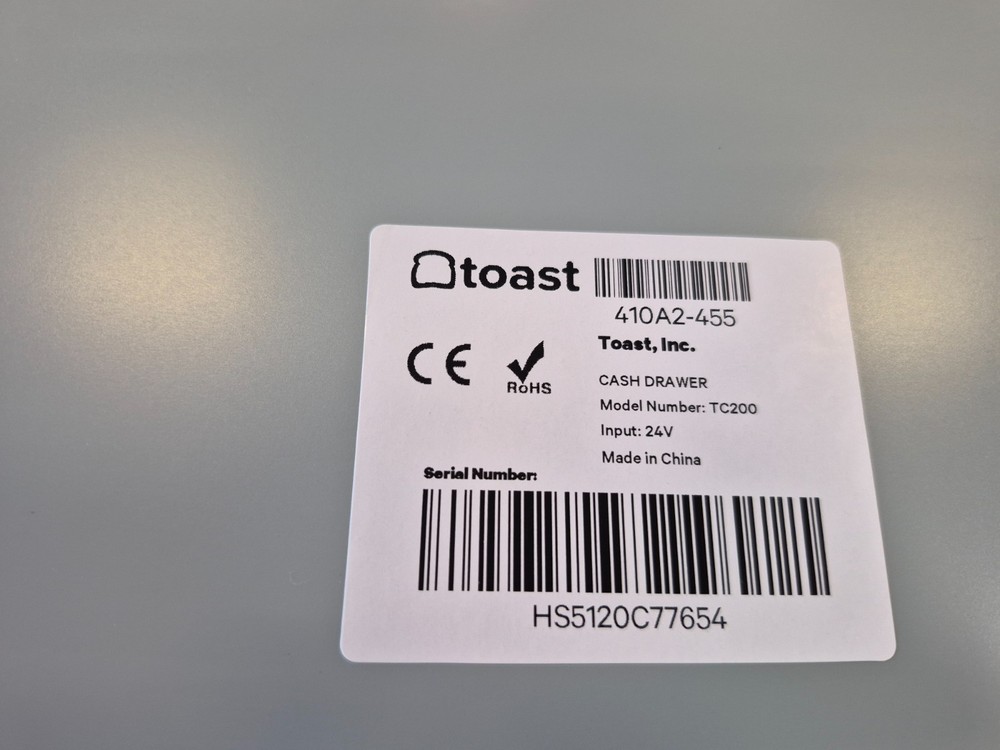 toast
410A2-455
Toast, Inc.
CE
RoHS
CASH DRAWER
Model Number: TC200
Input: 24V
Made in China
Serial Number:
HS5120C77654